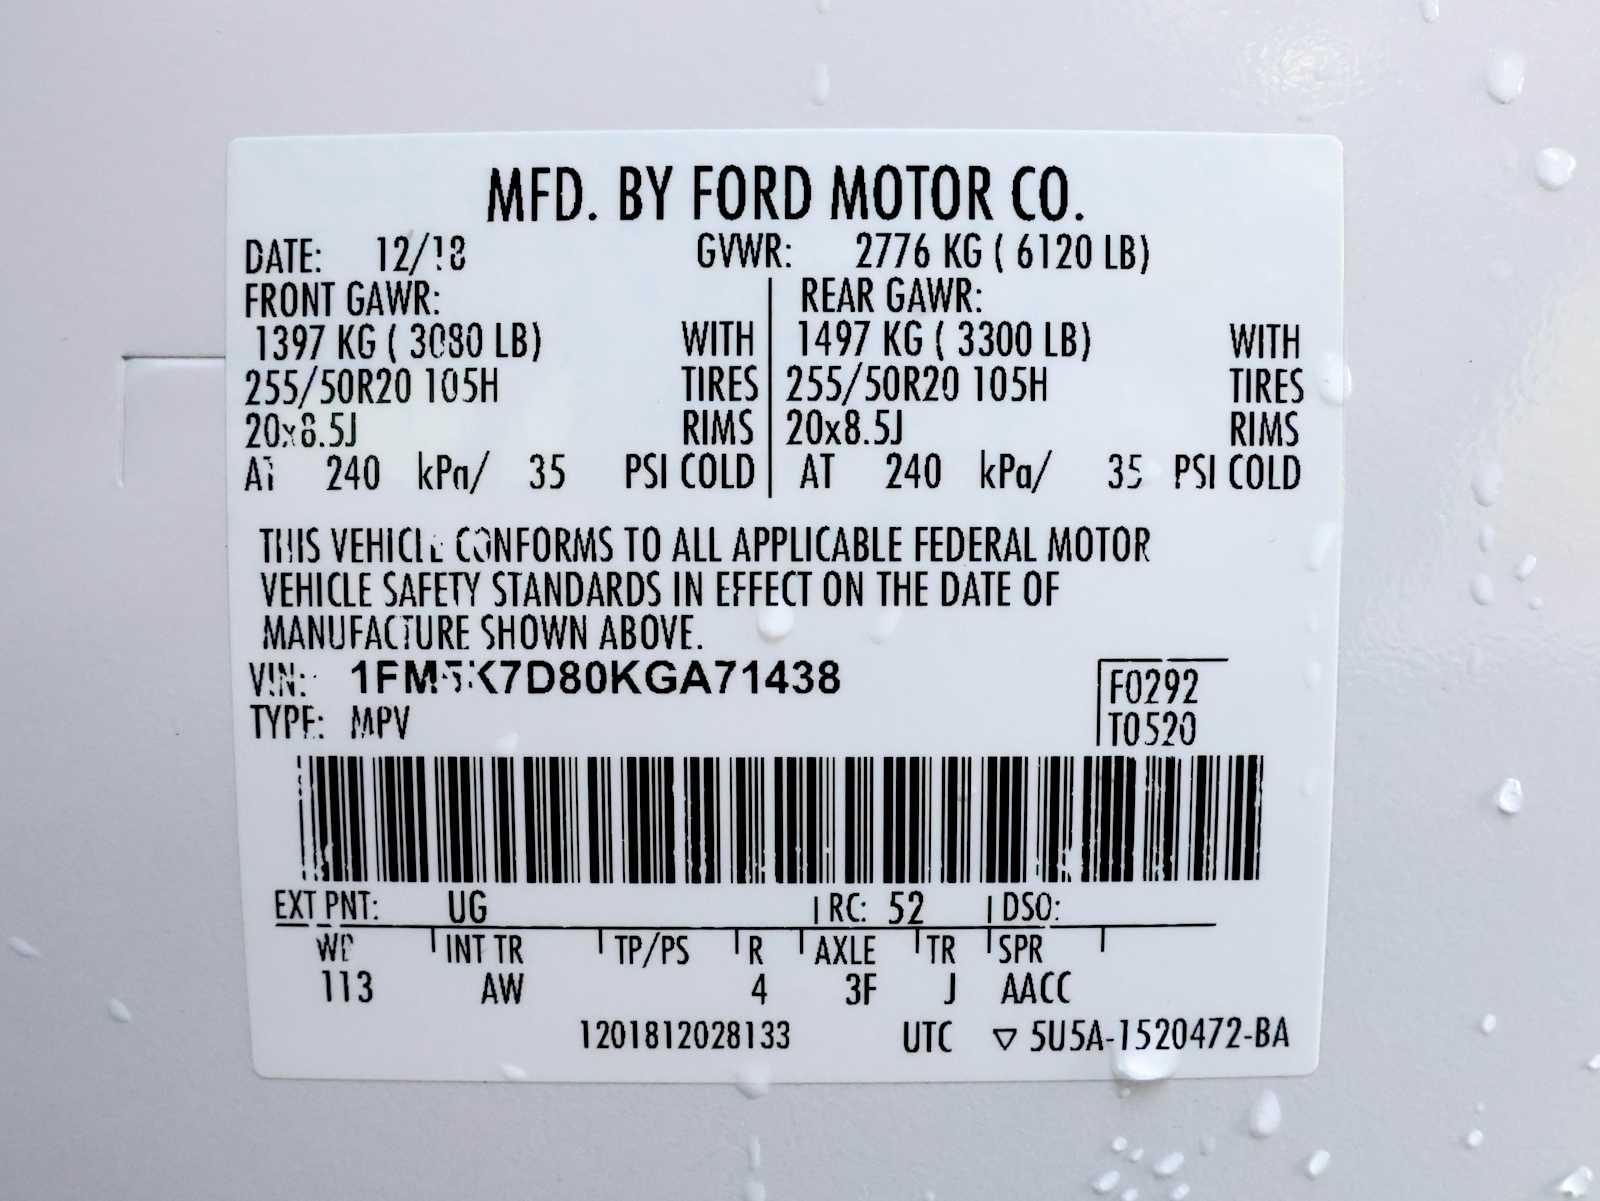 MFD. BY FORD MOTOR CO.
DATE: 12/18 GVWR: 2776 KG ( 6120 LB)
FRONT GAWR: REAR GAWR:
1397 KG ( 3080 LB) WITH 1497 KG ( 3300 LB) WITH
255/50R20 105H TIRES 255/50R20 105H TIRES
20x8.5J RIMS 20x8.5J RIMS
AT 240 kPa/ 35 PSI COLD AT 240 kPa/ 35 PSI COLD
THIS VEHICLE CONFORMS TO ALL APPLICABLE FEDERAL MOTOR
VEHICLE SAFETY STANDARDS IN EFFECT ON THE DATE OF
MANUFACTURE SHOWN ABOVE.
VIN: 1FM5K7D80KGA71438 F0292
TYPE: MPV T0520
EXT PNT: UG RC: 52 DSO:
WB INT TR TP/PS R AXLE TR SPR
113 AW 4 3F J AACC
1201812028133 UTC ▽ 5U5A-1520472-BA